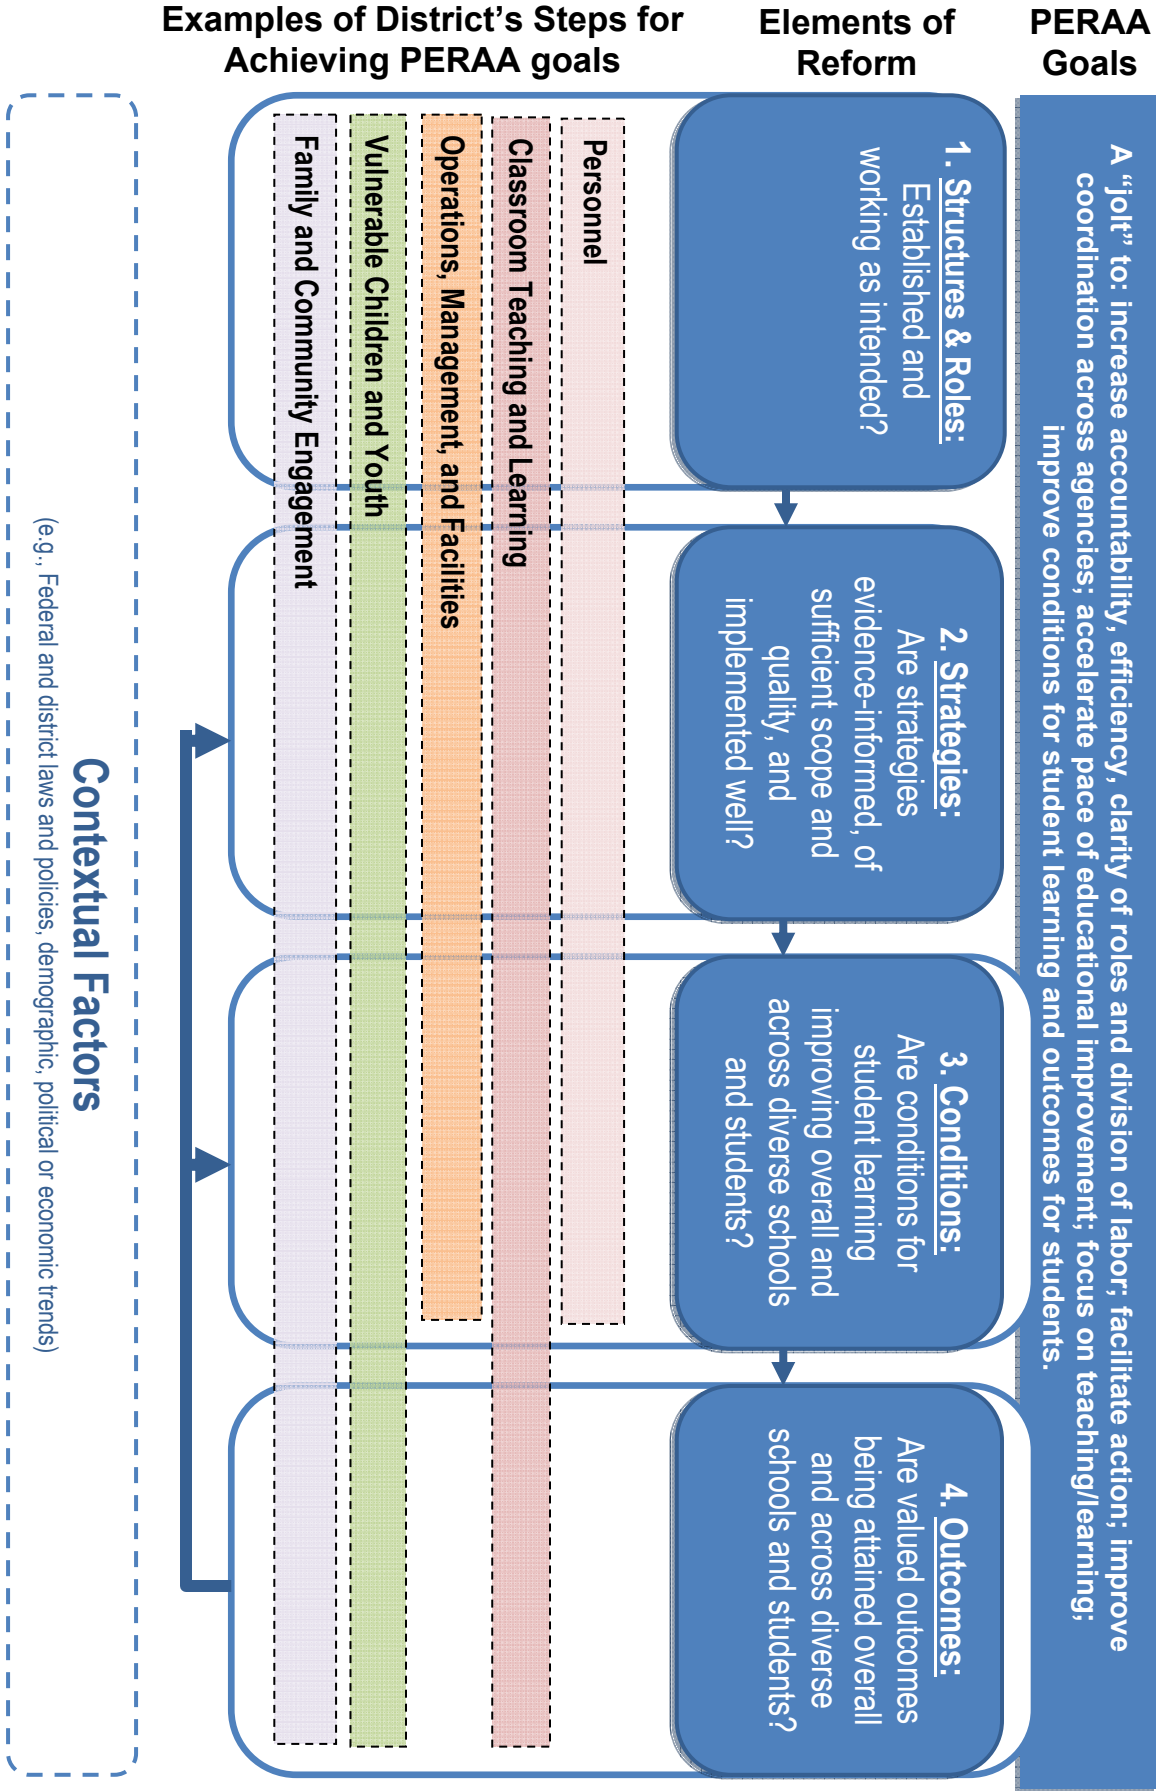 PERAA
Goals
A “jolt” to: increase accountability, efficiency, clarity of roles and division of labor; facilitate action; improve
coordination across agencies; accelerate pace of educational improvement; focus on teaching/learning;
improve conditions for student learning and outcomes for students.
Elements of
Reform
1. Structures & Roles:
Established and
working as intended?
2. Strategies:
Are strategies
evidence-informed, of
sufficient scope and
quality, and
implemented well?
3. Conditions:
Are conditions for
student learning
improving overall and
across diverse schools
and students?
4. Outcomes:
Are valued outcomes
being attained overall
and across diverse
schools and students?
Examples of District’s Steps for
Achieving PERAA goals
Personnel
Classroom Teaching and Learning
Operations, Management, and Facilities
Vulnerable Children and Youth
Family and Community Engagement
Contextual Factors
(e.g., Federal and district laws and policies, demographic, political or economic trends)